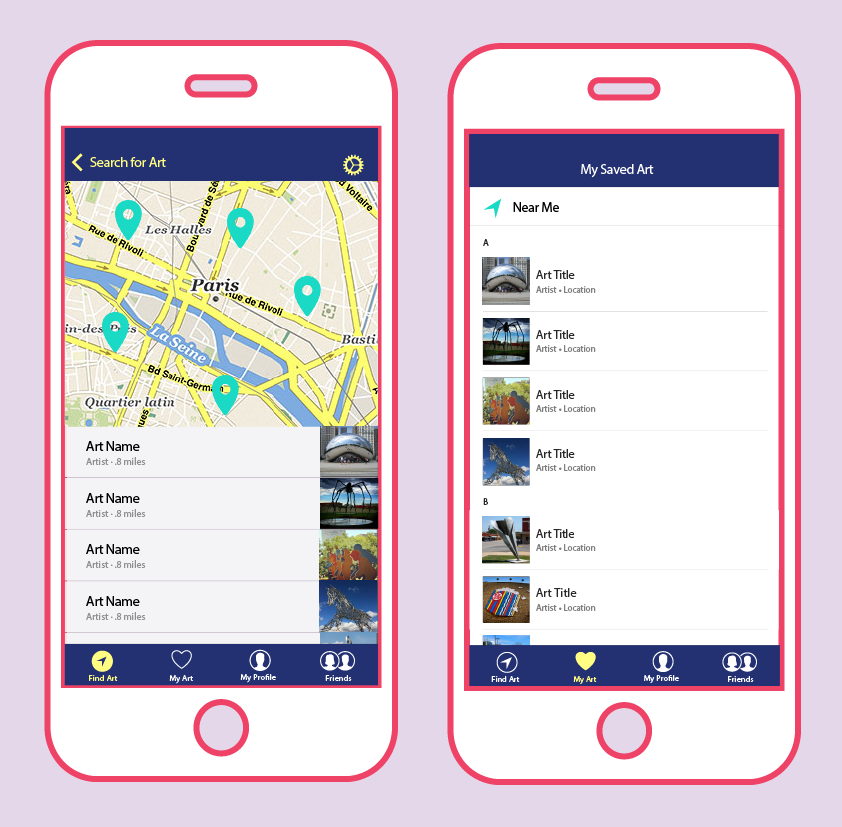 Search for Art
Voltaire
Boulevard de Sé
Les Halles
Rue de Rivoli
Paris
Rue de Rivoli
in-des-Prés
La Seine
Basti
Bd Saint-Germain
Quartier latin
ques
Art Name
Artist · .8 miles
Art Name
Artist · .8 miles
Art Name
Artist · .8 miles
Art Name
Artist · .8 miles
Find Art
My Art
My Profile
Friends
My Saved Art
Near Me
A
Art Title
Artist • Location
Art Title
Artist • Location
Art Title
Artist • Location
Art Title
Artist • Location
B
Art Title
Artist • Location
Art Title
Artist • Location
Find Art
My Art
My Profile
Friends